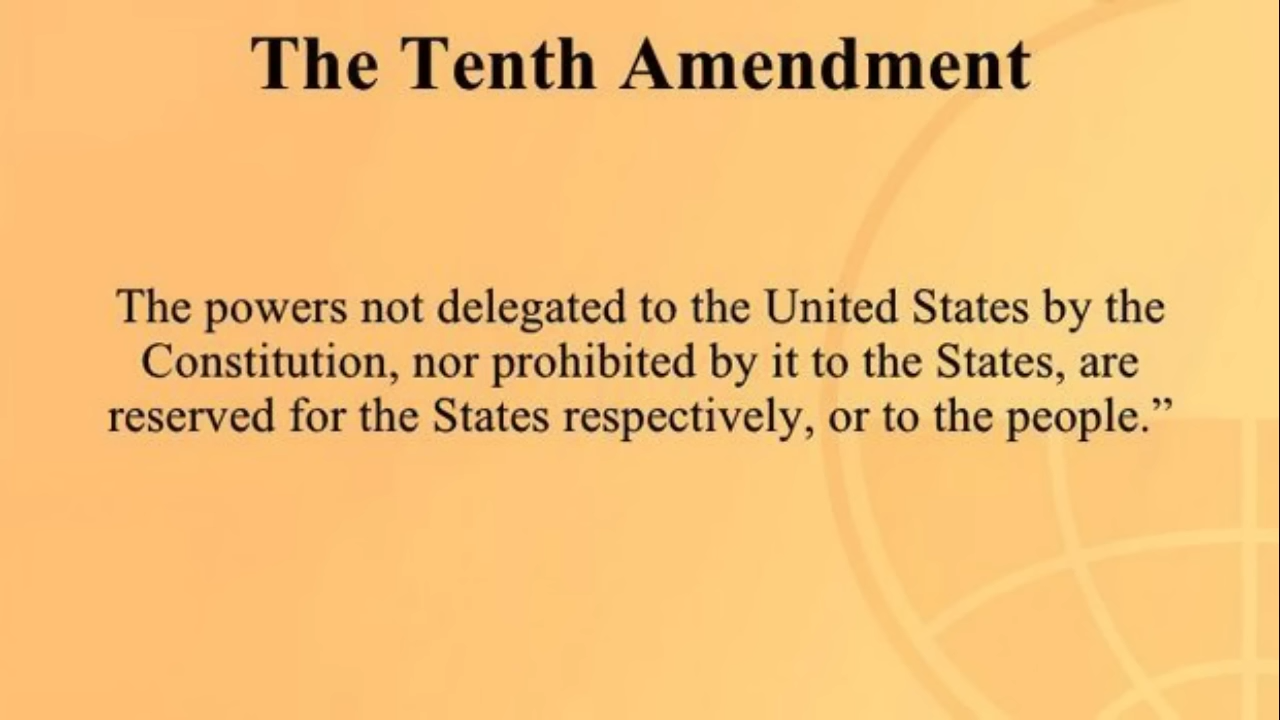 The Tenth Amendment
The powers not delegated to the United States by the
Constitution, nor prohibited by it to the States, are
reserved for the States respectively, or to the people.”